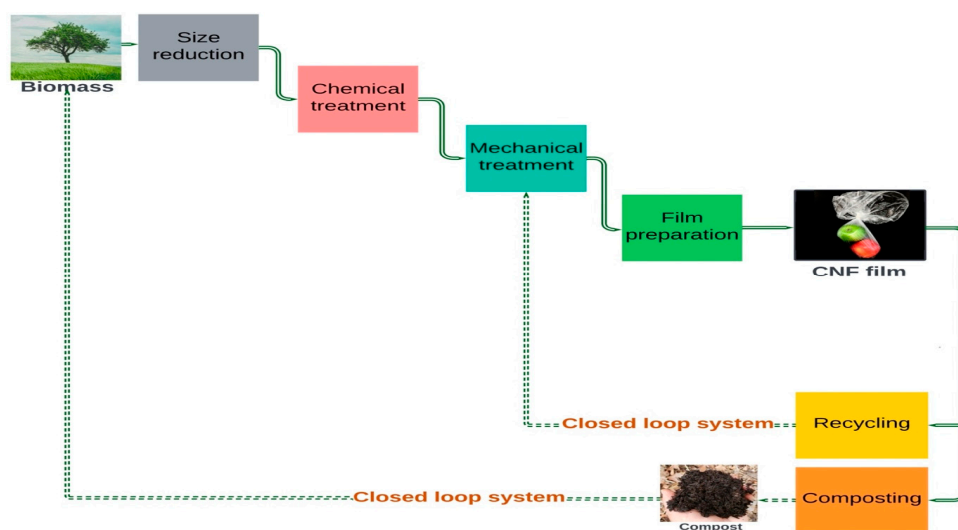 Size
reduction
Biomass
Chemical
treatment
Mechanical
treatment
Film
preparation
CNF film
Closed loop system
Recycling
Closed loop system
Composting
Compost